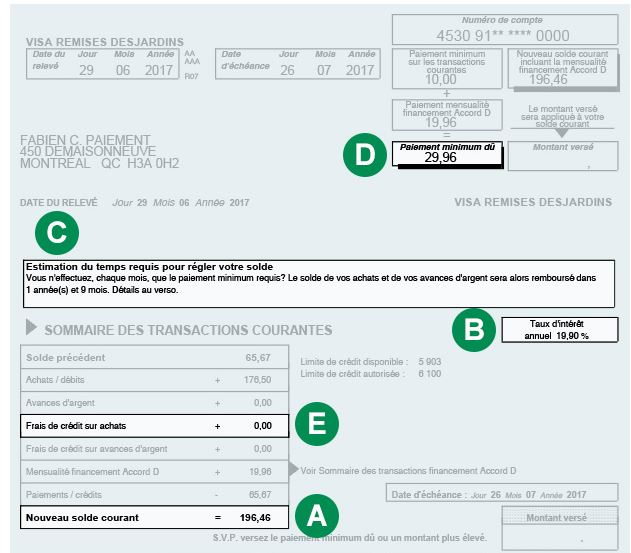 Numéro de compte
4530 91** **** 0000
VISA REMISES DESJARDINS
Date du relevé Jour 29 Mois 06 Année 2017
AA
AAA
R07
Date d'échéance Jour 26 Mois 07 Année 2017
Paiement minimum
sur les transactions
courantes
10,00
+
Paiement mensualité
financement Accord D
19,96
=
Paiement minimum dû
29,96
Nouveau solde courant
incluant la mensualité
financement Accord D
196,46
Le montant versé
sera appliqué à votre
solde courant
Montant versé
,
FABIEN C. PAIEMENT
450 DEMAISONNEUVE
MONTRÉAL QC H3A 0H2
D
DATE DU RELEVÉ Jour 29 Mois 06 Année 2017
VISA REMISES DESJARDINS
C
Estimation du temps requis pour régler votre solde
Vous n'effectuez, chaque mois, que le paiement minimum requis? Le solde de vos achats et de vos avances d'argent sera alors remboursé dans
1 année(s) et 9 mois. Détails au verso.
SOMMAIRE DES TRANSACTIONS COURANTES
B
Taux d'intérêt
annuel 19,90 %
Solde précédent 65,67
Achats / débits + 176,50
Avances d'argent + 0,00
Frais de crédit sur achats + 0,00
Frais de crédit sur avances d'argent + 0,00
Mensualité financement Accord D + 19,96
Paiements / crédits - 65,67
Nouveau solde courant = 196,46
Limite de crédit disponible : 5 903
Limite de crédit autorisée : 6 100
E
Voir Sommaire des transactions financement Accord D
A
Date d'échéance : Jour 26 Mois 07 Année 2017
Montant versé
,
S.V.P. versez le paiement minimum dû ou un montant plus élevé.